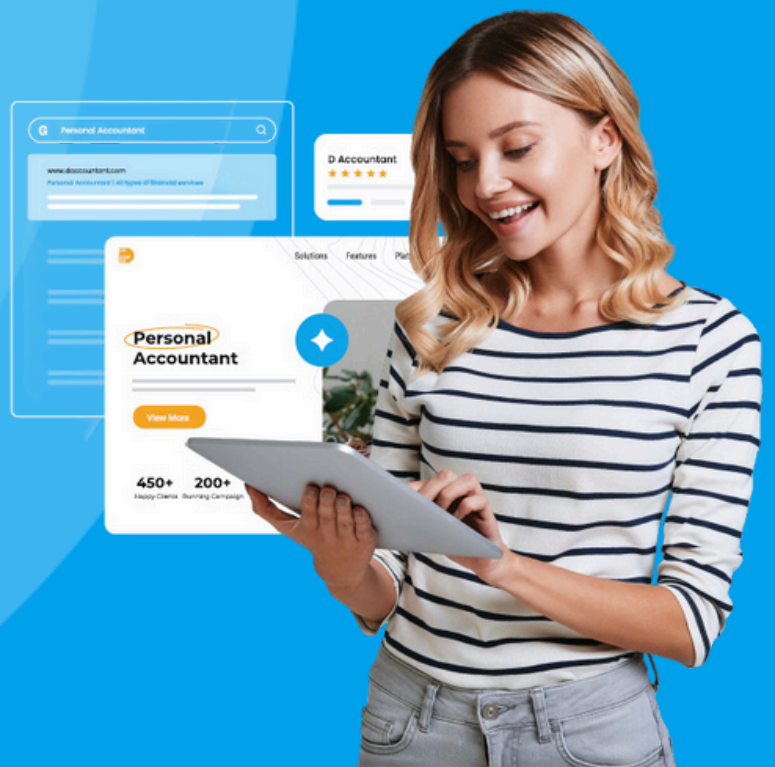 G Personal Accountant
www.daccountant.com
Personal Accountant | All types of financial services
D Accountant
Solutions Features
Personal
Accountant
View More
450+ 200+
Happy Clients Running Campaign